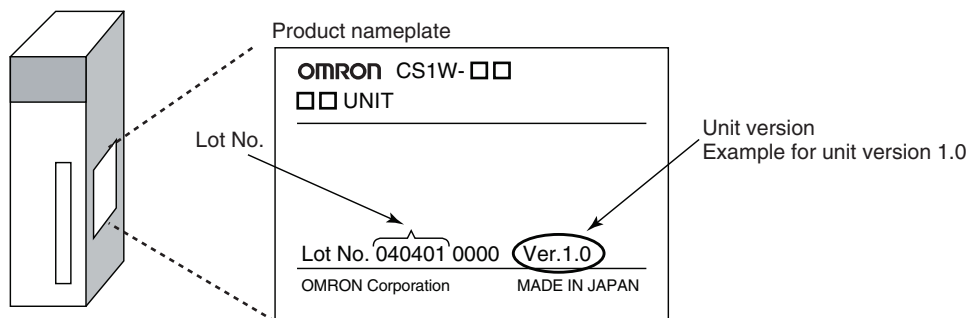 Product nameplate
OMRON CS1W-□□
□□ UNIT
Lot No.
Unit version
Example for unit version 1.0
Lot No. 040401 0000 Ver.1.0
OMRON Corporation MADE IN JAPAN